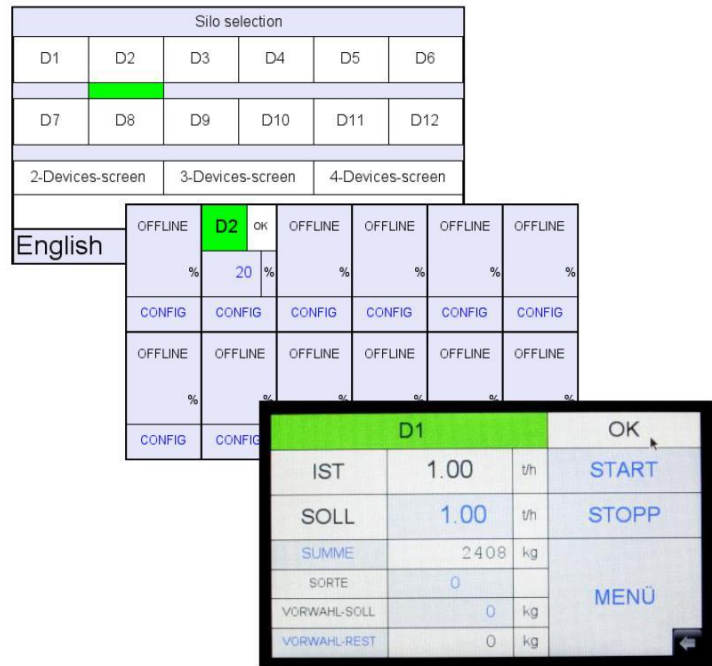 Silo selection
D1 D2 D3 D4 D5 D6
D7 D8 D9 D10 D11 D12
2-Devices-screen 3-Devices-screen 4-Devices-screen
English
OFFLINE D2 OK OFFLINE OFFLINE OFFLINE OFFLINE
% 20 % % % % %
CONFIG CONFIG CONFIG CONFIG CONFIG CONFIG
OFFLINE OFFLINE OFFLINE OFFLINE OFFLINE OFFLINE
% % % % % %
CONFIG CONFIG
D1 OK
IST 1.00 t/h START
SOLL 1.00 t/h STOPP
SUMME 2408 kg
SORTE 0
MENÜ
VORWAHL-SOLL 0 kg
VORWAHL-REST 0 kg